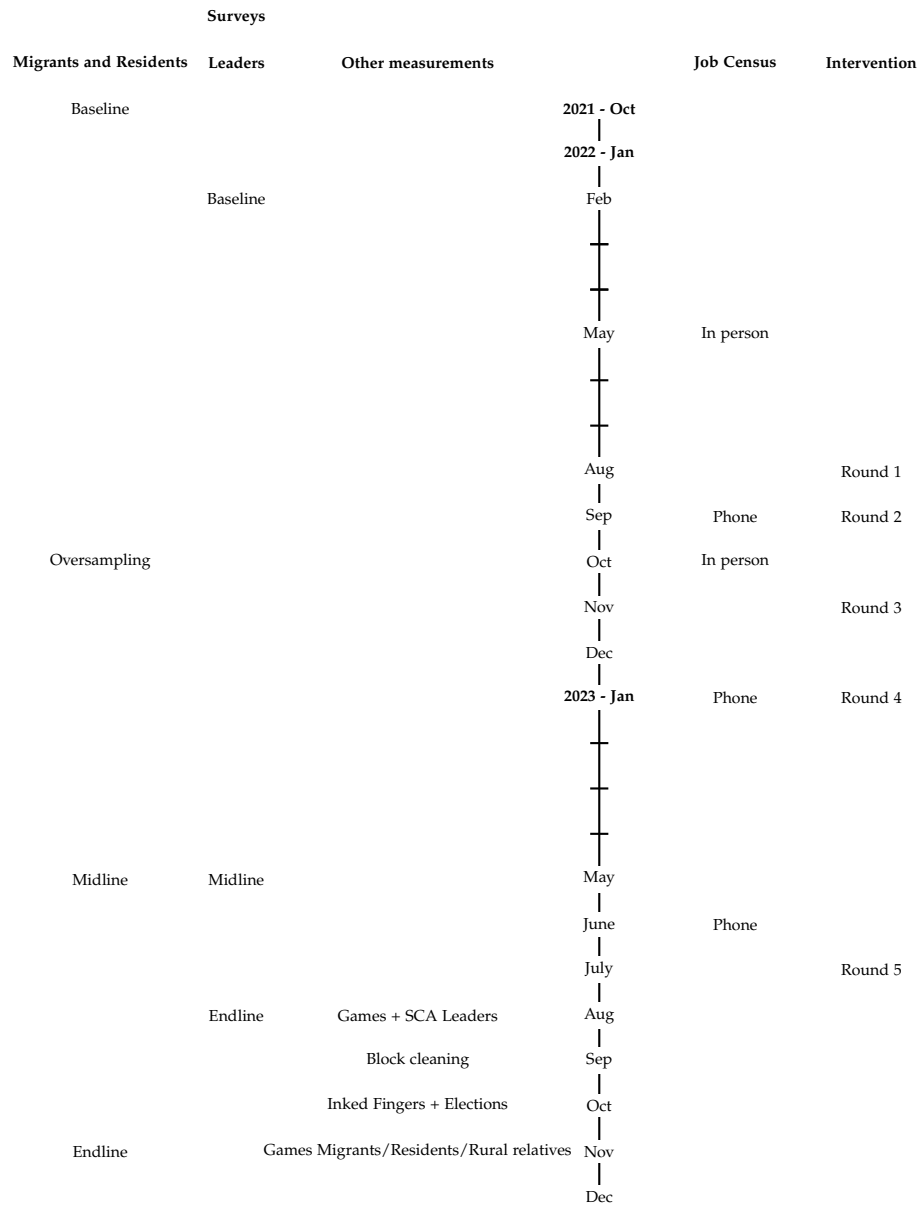 Surveys
Migrants and Residents Leaders Other measurements Job Census Intervention
Baseline 2021 - Oct
2022 - Jan
Baseline Feb
May In person
Aug Round 1
Sep Phone Round 2
Oversampling Oct In person
Nov Round 3
Dec
2023 - Jan Phone Round 4
Midline Midline May
June Phone
July Round 5
Endline Games + SCA Leaders Aug
Block cleaning Sep
Inked Fingers + Elections Oct
Endline Games Migrants/Residents/Rural relatives Nov
Dec